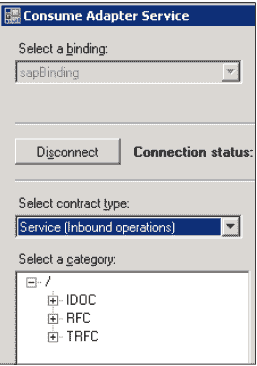 Consume Adapter Service
Select a binding:
sapBinding
Disconnect
Connection status:
Select contract type:
Service (Inbound operations)
Select a category:
/
IDOC
RFC
TRFC